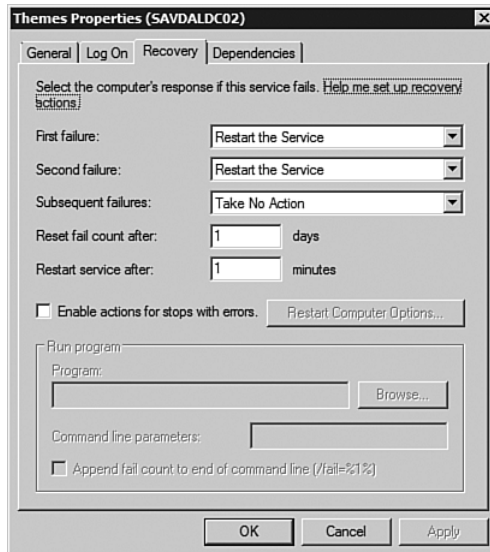 Themes Properties (SAVDALDC02)
General Log On Recovery Dependencies
Select the computer's response if this service fails. Help me set up recovery
actions.
First failure: Restart the Service
Second failure: Restart the Service
Subsequent failures: Take No Action
Reset fail count after: 1 days
Restart service after: 1 minutes
Enable actions for stops with errors. Restart Computer Options...
Run program
Program:
Browse...
Command line parameters:
Append fail count to end of command line (/fail=%1%)
OK Cancel Apply